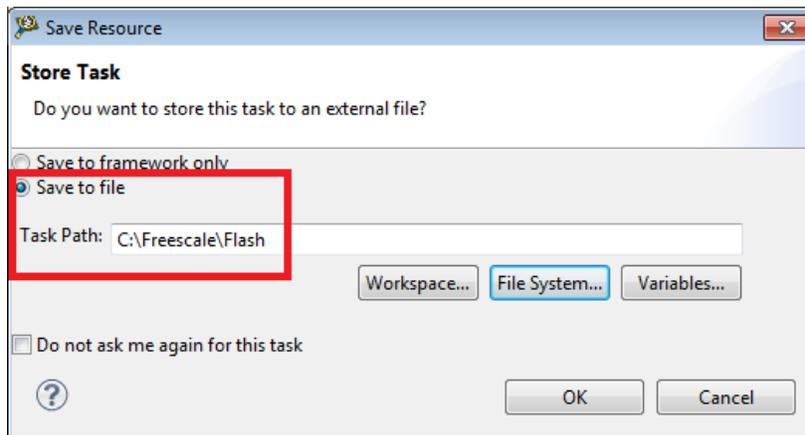 Save Resource
Store Task
Do you want to store this task to an external file?
Save to framework only
Save to file
Task Path: C:\Freescale\Flash
Workspace... File System... Variables...
Do not ask me again for this task
? OK Cancel